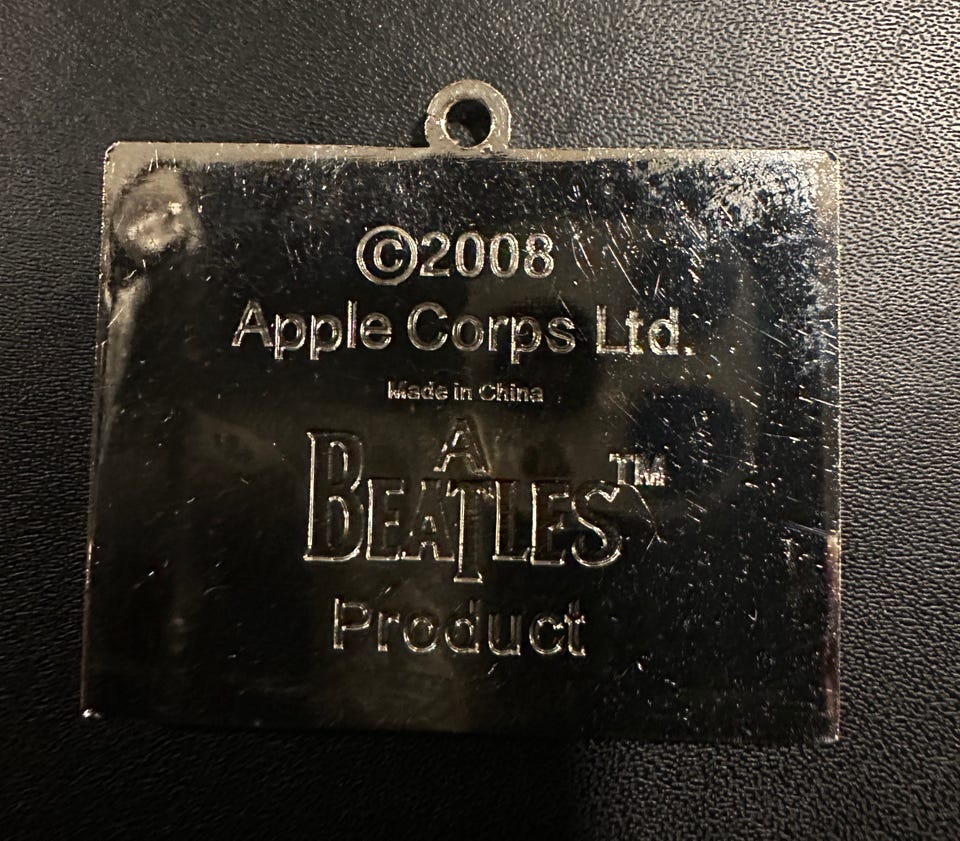 ©2008
Apple Corps Ltd.
Made in China
A
BEATLES™
Product